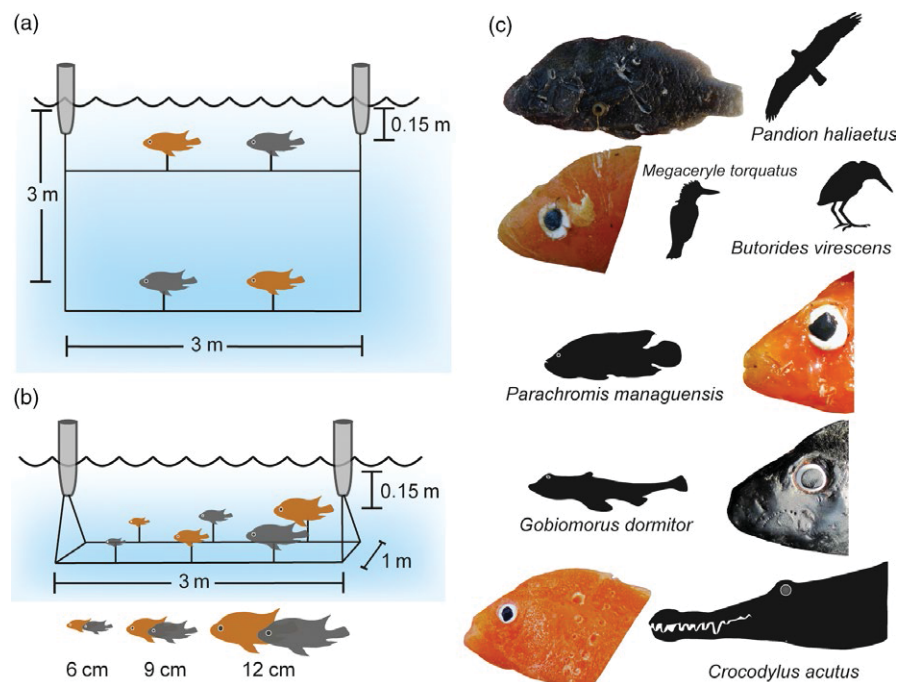 (a)
0.15 m
3 m
3 m
(b)
0.15 m
1 m
3 m
6 cm
9 cm
12 cm
(c)
Pandion haliaetus
Megaceryle torquatus
Butorides virescens
Parachromis managuensis
Gobiomorus dormitor
Crocodylus acutus